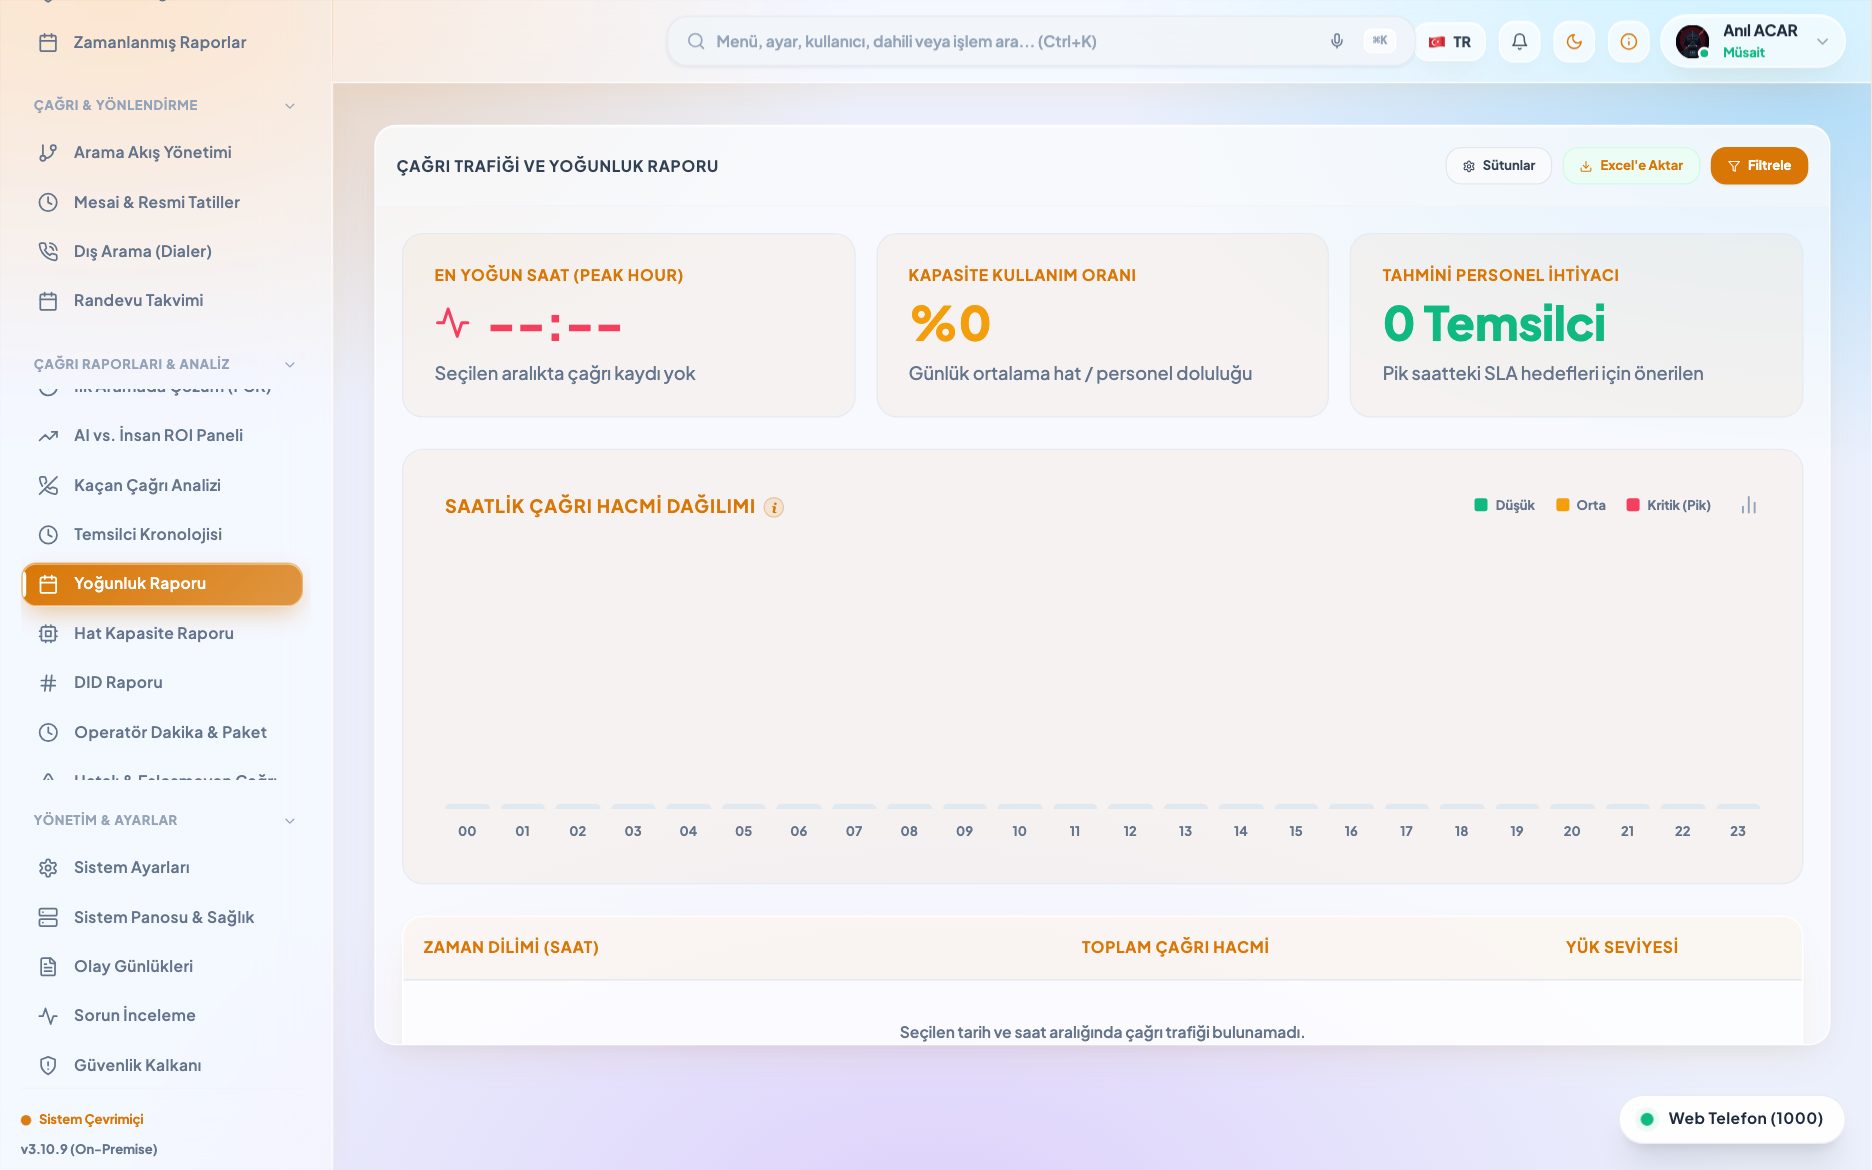 Zamanlanmış Raporlar
ÇAĞRI & YÖNLENDİRME
Arama Akış Yönetimi
Mesai & Resmi Tatiller
Dış Arama (Dialer)
Randevu Takvimi
ÇAĞRI RAPORLARI & ANALİZ
AI vs. İnsan ROI Paneli
Kaçan Çağrı Analizi
Temsilci Kronolojisi
Yoğunluk Raporu
Hat Kapasite Raporu
DID Raporu
Operatör Dakika & Paket
YÖNETİM & AYARLAR
Sistem Ayarları
Sistem Panosu & Sağlık
Olay Günlükleri
Sorun İnceleme
Güvenlik Kalkanı
Sistem Çevrimiçi
v3.10.9 (On-Premise)
Menü, ayar, kullanıcı, dahili veya işlem ara... (Ctrl+K)
⌘K
TR
Anıl ACAR
Müsait
ÇAĞRI TRAFİĞİ VE YOĞUNLUK RAPORU
Sütunlar
Excel'e Aktar
Filtrele
EN YOĞUN SAAT (PEAK HOUR)
--:--
Seçilen aralıkta çağrı kaydı yok
KAPASİTE KULLANIM ORANI
%0
Günlük ortalama hat / personel doluluğu
TAHMİNİ PERSONEL İHTİYACI
0 Temsilci
Pik saatteki SLA hedefleri için önerilen
SAATLİK ÇAĞRI HACMİ DAĞILIMI i
Düşük Orta Kritik (Pik)
00 01 02 03 04 05 06 07 08 09 10 11 12 13 14 15 16 17 18 19 20 21 22 23
ZAMAN DİLİMİ (SAAT) TOPLAM ÇAĞRI HACMİ YÜK SEVİYESİ
Seçilen tarih ve saat aralığında çağrı trafiği bulunamadı.
Web Telefon (1000)